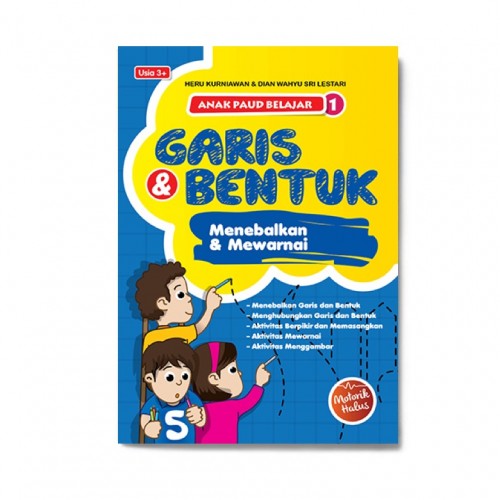 Usia 3+
HERU KURNIAWAN & DIAN WAHYU SRI LESTARI
ANAK PAUD BELAJAR 1
GARIS
& BENTUK
Menebalkan
& Mewarnai
- Menebalkan Garis dan Bentuk
- Menghubungkan Garis dan Bentuk
- Aktivitas Berpikir dan Memasangkan
- Aktivitas Mewarnai
- Aktivitas Menggambar
Motorik
Halus
S